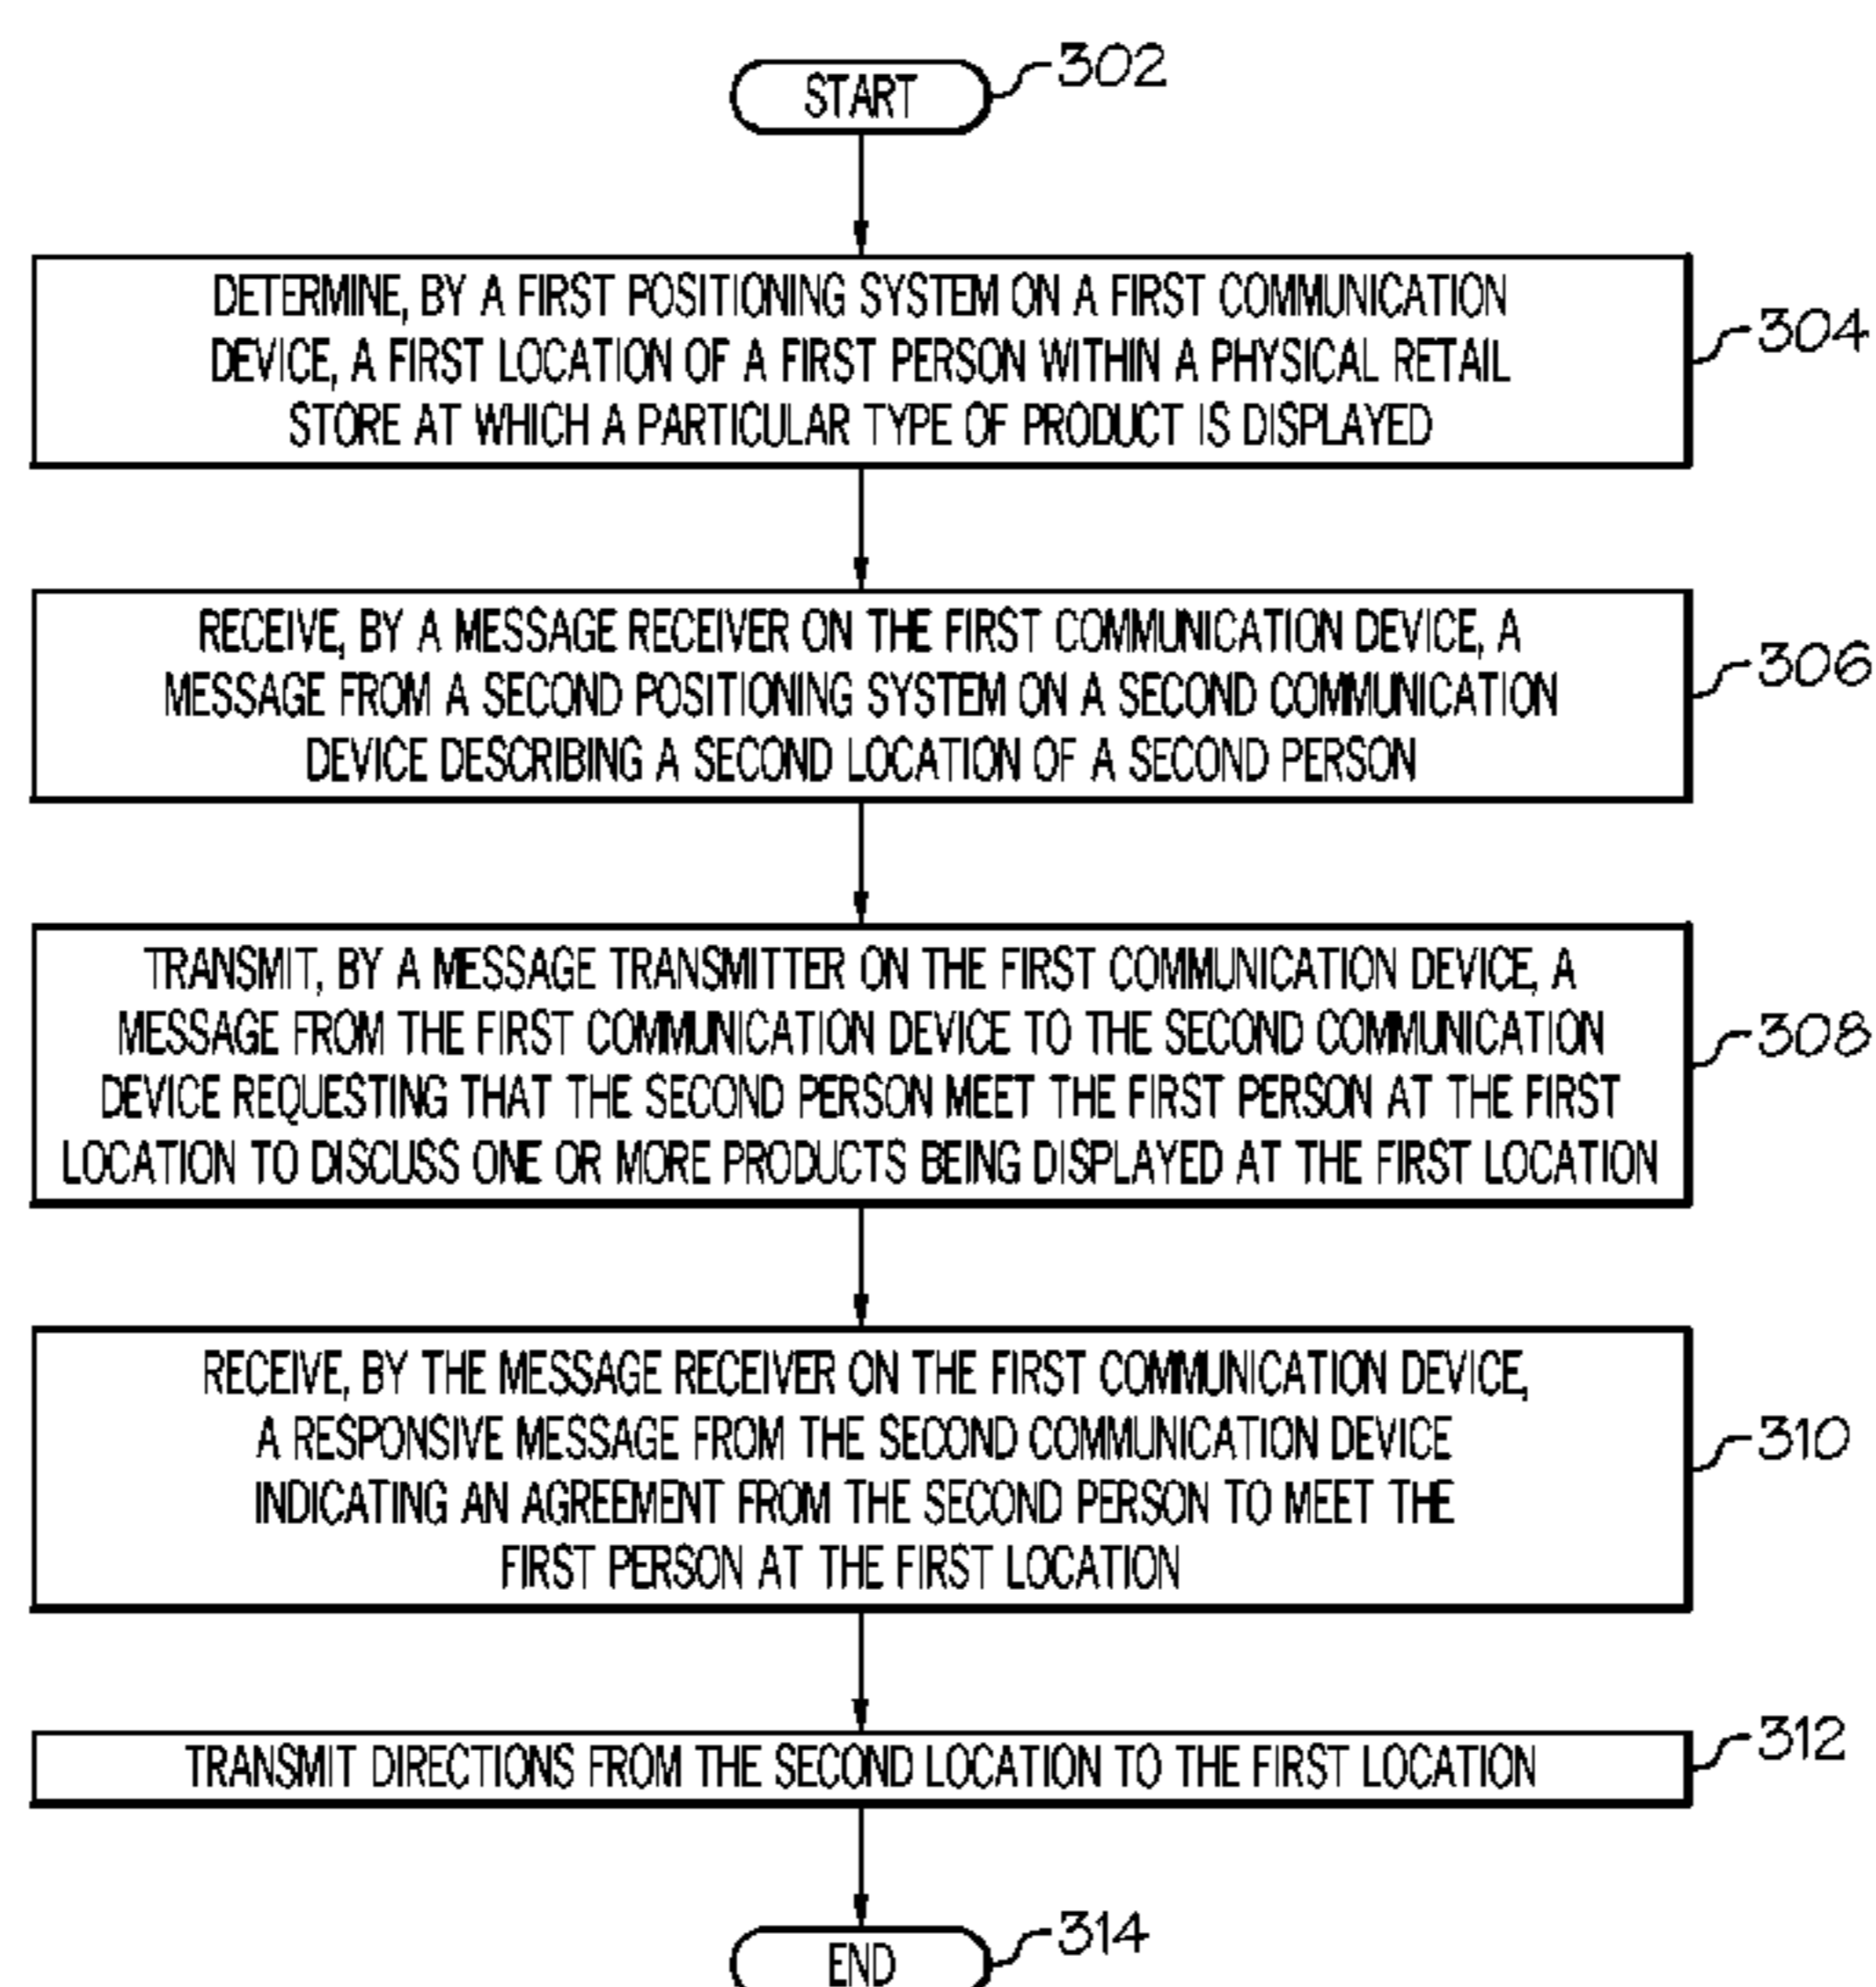 START
302
DETERMINE, BY A FIRST POSITIONING SYSTEM ON A FIRST COMMUNICATION
DEVICE, A FIRST LOCATION OF A FIRST PERSON WITHIN A PHYSICAL RETAIL
STORE AT WHICH A PARTICULAR TYPE OF PRODUCT IS DISPLAYED
304
RECEIVE, BY A MESSAGE RECEIVER ON THE FIRST COMMUNICATION DEVICE, A
MESSAGE FROM A SECOND POSITIONING SYSTEM ON A SECOND COMMUNICATION
DEVICE DESCRIBING A SECOND LOCATION OF A SECOND PERSON
306
TRANSMIT, BY A MESSAGE TRANSMITTER ON THE FIRST COMMUNICATION DEVICE, A
MESSAGE FROM THE FIRST COMMUNICATION DEVICE TO THE SECOND COMMUNICATION
DEVICE REQUESTING THAT THE SECOND PERSON MEET THE FIRST PERSON AT THE FIRST
LOCATION TO DISCUSS ONE OR MORE PRODUCTS BEING DISPLAYED AT THE FIRST LOCATION
308
RECEIVE, BY THE MESSAGE RECEIVER ON THE FIRST COMMUNICATION DEVICE,
A RESPONSIVE MESSAGE FROM THE SECOND COMMUNICATION DEVICE
INDICATING AN AGREEMENT FROM THE SECOND PERSON TO MEET THE
FIRST PERSON AT THE FIRST LOCATION
310
TRANSMIT DIRECTIONS FROM THE SECOND LOCATION TO THE FIRST LOCATION
312
END
314